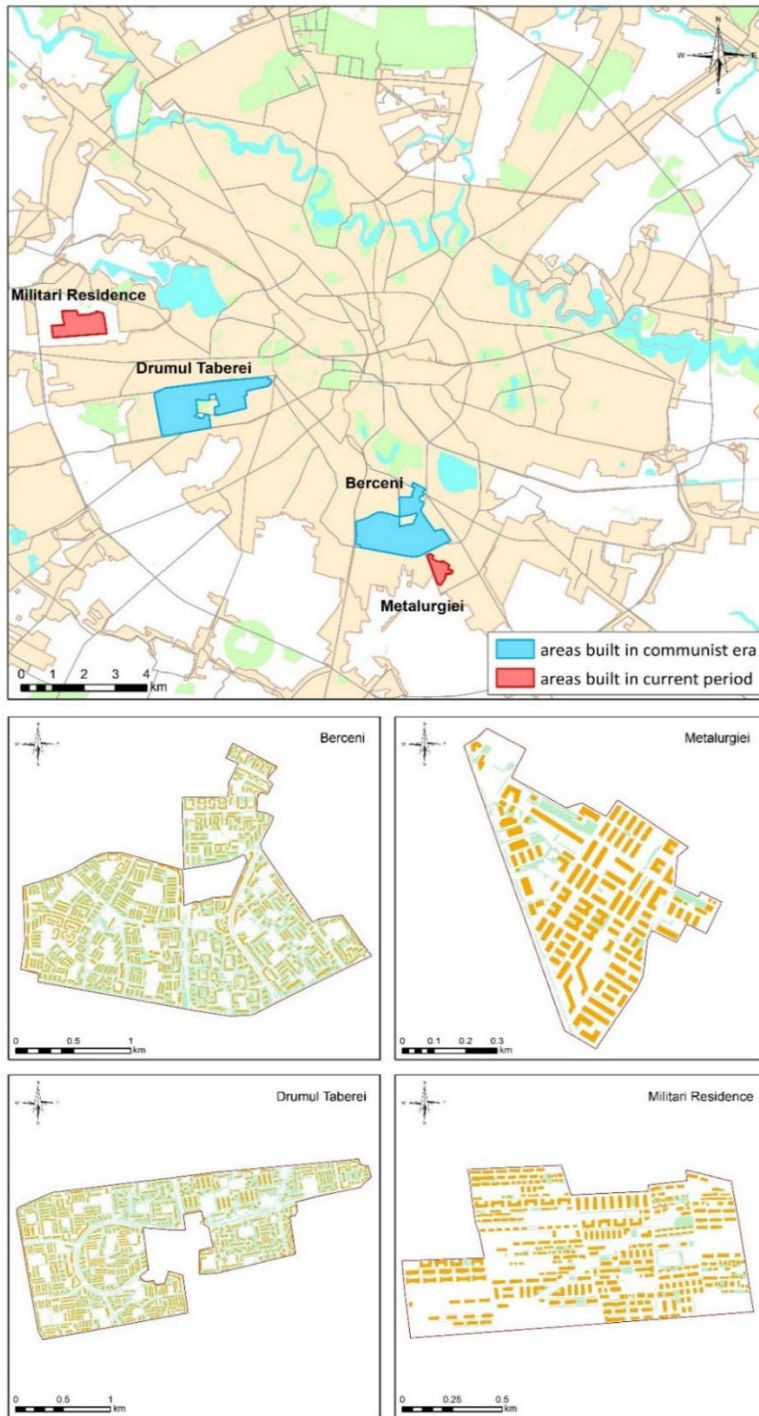 N
W E
S
Militari Residence
Drumul Taberei
Berceni
Metalurgiei
areas built in communist era
areas built in current period
0 1 2 3 4
km
Berceni
0 0.5 1
km
Metalurgiei
0 0.1 0.2 0.3
km
Drumul Taberei
0 0.5 1
km
Militari Residence
0 0.25 0.5
km